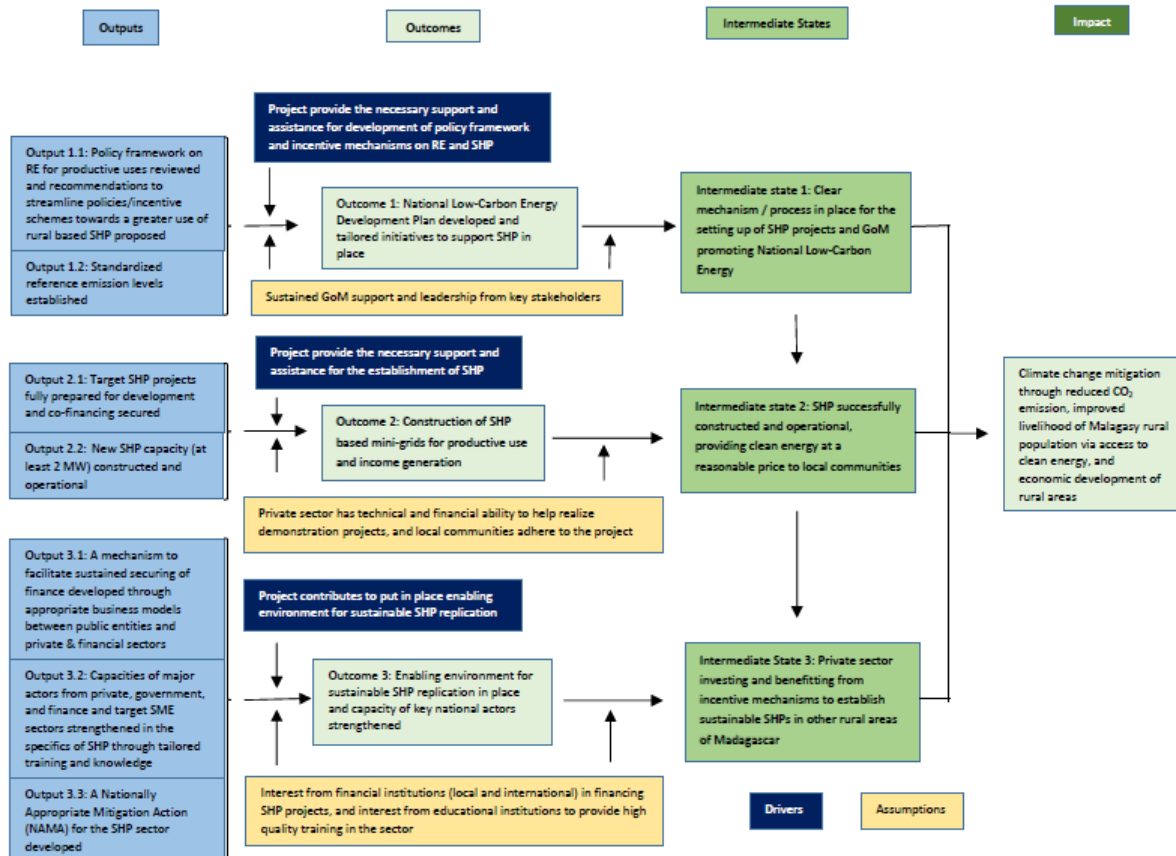 Outputs
Outcomes
Intermediate States
Impact
Project provide the necessary support and
assistance for development of policy framework
and incentive mechanisms on RE and SHP
Output 1.1: Policy framework on
RE for productive uses reviewed
and recommendations to
streamline policies/incentive
schemes towards a greater use of
rural based SHP proposed
Output 1.2: Standardized
reference emission levels
established
Outcome 1: National Low-Carbon Energy
Development Plan developed and
tailored initiatives to support SHP in
place
Sustained GoM support and leadership from key stakeholders
Intermediate state 1: Clear
mechanism / process in place for the
setting up of SHP projects and GoM
promoting National Low-Carbon
Energy
Project provide the necessary support and
assistance for the establishment of SHP
Output 2.1: Target SHP projects
fully prepared for development
and co-financing secured
Output 2.2: New SHP capacity (at
least 2 MW) constructed and
operational
Outcome 2: Construction of SHP
based mini-grids for productive use
and income generation
Private sector has technical and financial ability to help realize
demonstration projects, and local communities adhere to the project
Intermediate state 2: SHP successfully
constructed and operational,
providing clean energy at a
reasonable price to local communities
Climate change mitigation
through reduced CO₂
emission, improved
livelihood of Malagasy rural
population via access to
clean energy, and
economic development of
rural areas
Output 3.1: A mechanism to
facilitate sustained securing of
finance developed through
appropriate business models
between public entities and
private & financial sectors
Output 3.2: Capacities of major
actors from private, government,
and finance and target SME
sectors strengthened in the
specifics of SHP through tailored
training and knowledge
Output 3.3: A Nationally
Appropriate Mitigation Action
(NAMA) for the SHP sector
developed
Project contributes to put in place enabling
environment for sustainable SHP replication
Outcome 3: Enabling environment for
sustainable SHP replication in place
and capacity of key national actors
strengthened
Interest from financial institutions (local and international) in financing
SHP projects, and interest from educational institutions to provide high
quality training in the sector
Intermediate State 3: Private sector
investing and benefitting from
incentive mechanisms to establish
sustainable SHPs in other rural areas
of Madagascar
Drivers
Assumptions